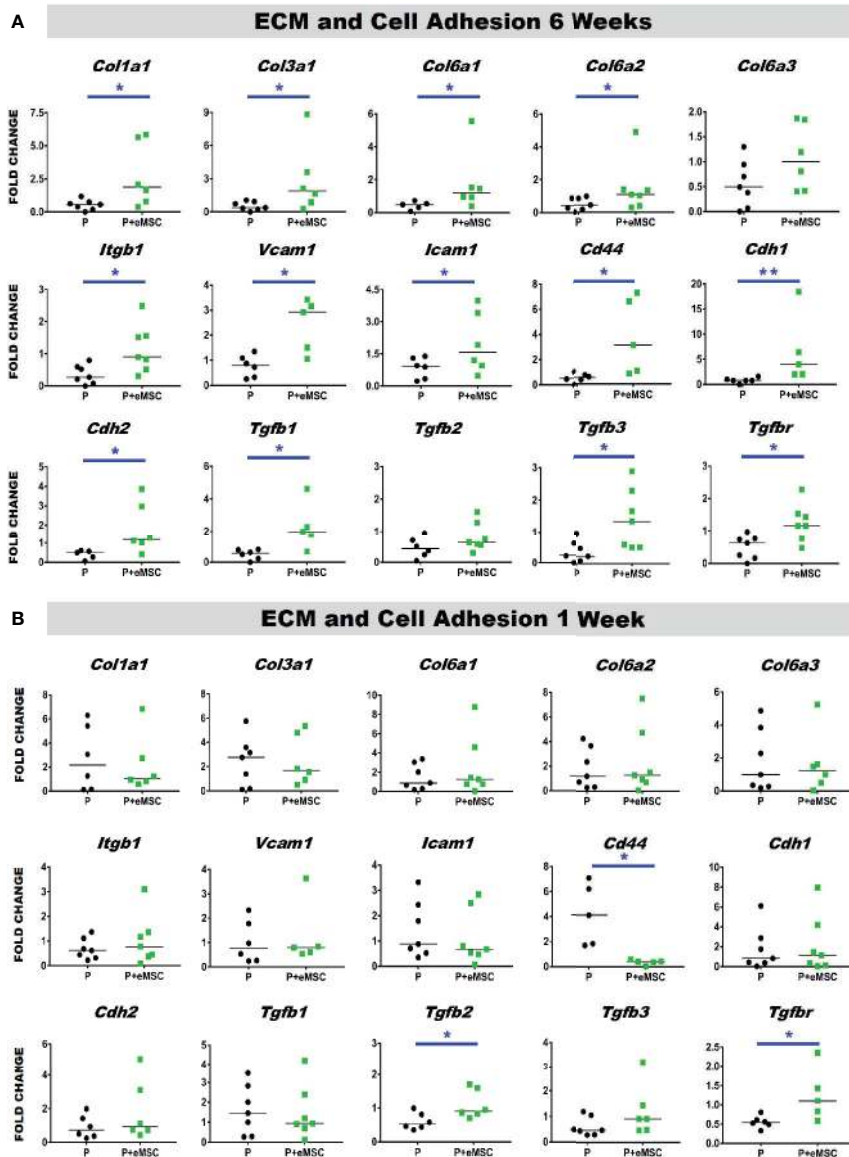 A ECM and Cell Adhesion 6 Weeks
Col1a1 Col3a1 Col6a1 Col6a2 Col6a3
* * * *
FOLD CHANGE
7.5 9 6 6 2.0
5.0 6 4 4 1.5
2.5 3 2 2 1.0
0.5
0.0 0 0 0 0.0
P P+eMSC P P+eMSC P P+eMSC P P+eMSC P P+eMSC
Itgb1 Vcam1 Icam1 Cd44 Cdh1
* * * * **
FOLD CHANGE
3 4 4.5 8 20
2 3 3.0 6 15
1 2 1.5 4 10
1 2 5
0 0 0.0 0 0
P P+eMSC P P+eMSC P P+eMSC P P+eMSC P P+eMSC
Cdh2 Tgfb1 Tgfb2 Tgfb3 Tgfbr
* * * *
FOLD CHANGE
5 6 3 3 3
4 4 2 2 2
3 2 1 1 1
2
1
0 0 0 0 0
P P+eMSC P P+eMSC P P+eMSC P P+eMSC P P+eMSC
B ECM and Cell Adhesion 1 Week
Col1a1 Col3a1 Col6a1 Col6a2 Col6a3
FOLD CHANGE
8 8 10 8 6
6 6 8 6 4
4 4 6 4 2
2 2 4 2
2
0 0 0 0 0
P P+eMSC P P+eMSC P P+eMSC P P+eMSC P P+eMSC
Itgb1 Vcam1 Icam1 Cd44 Cdh1
*
FOLD CHANGE
4 4 4 8 10
3 3 3 6 8
2 2 2 4 6
1 1 1 2 4
2
0 0 0 0 0
P P+eMSC P P+eMSC P P+eMSC P P+eMSC P P+eMSC
Cdh2 Tgfb1 Tgfb2 Tgfb3 Tgfbr
* *
FOLD CHANGE
6 5 3 4 2.5
4 4 2 3 2.0
2 3 1 2 1.5
2 1 1.0
1 0.5
0 0 0 0 0.0
P P+eMSC P P+eMSC P P+eMSC P P+eMSC P P+eMSC